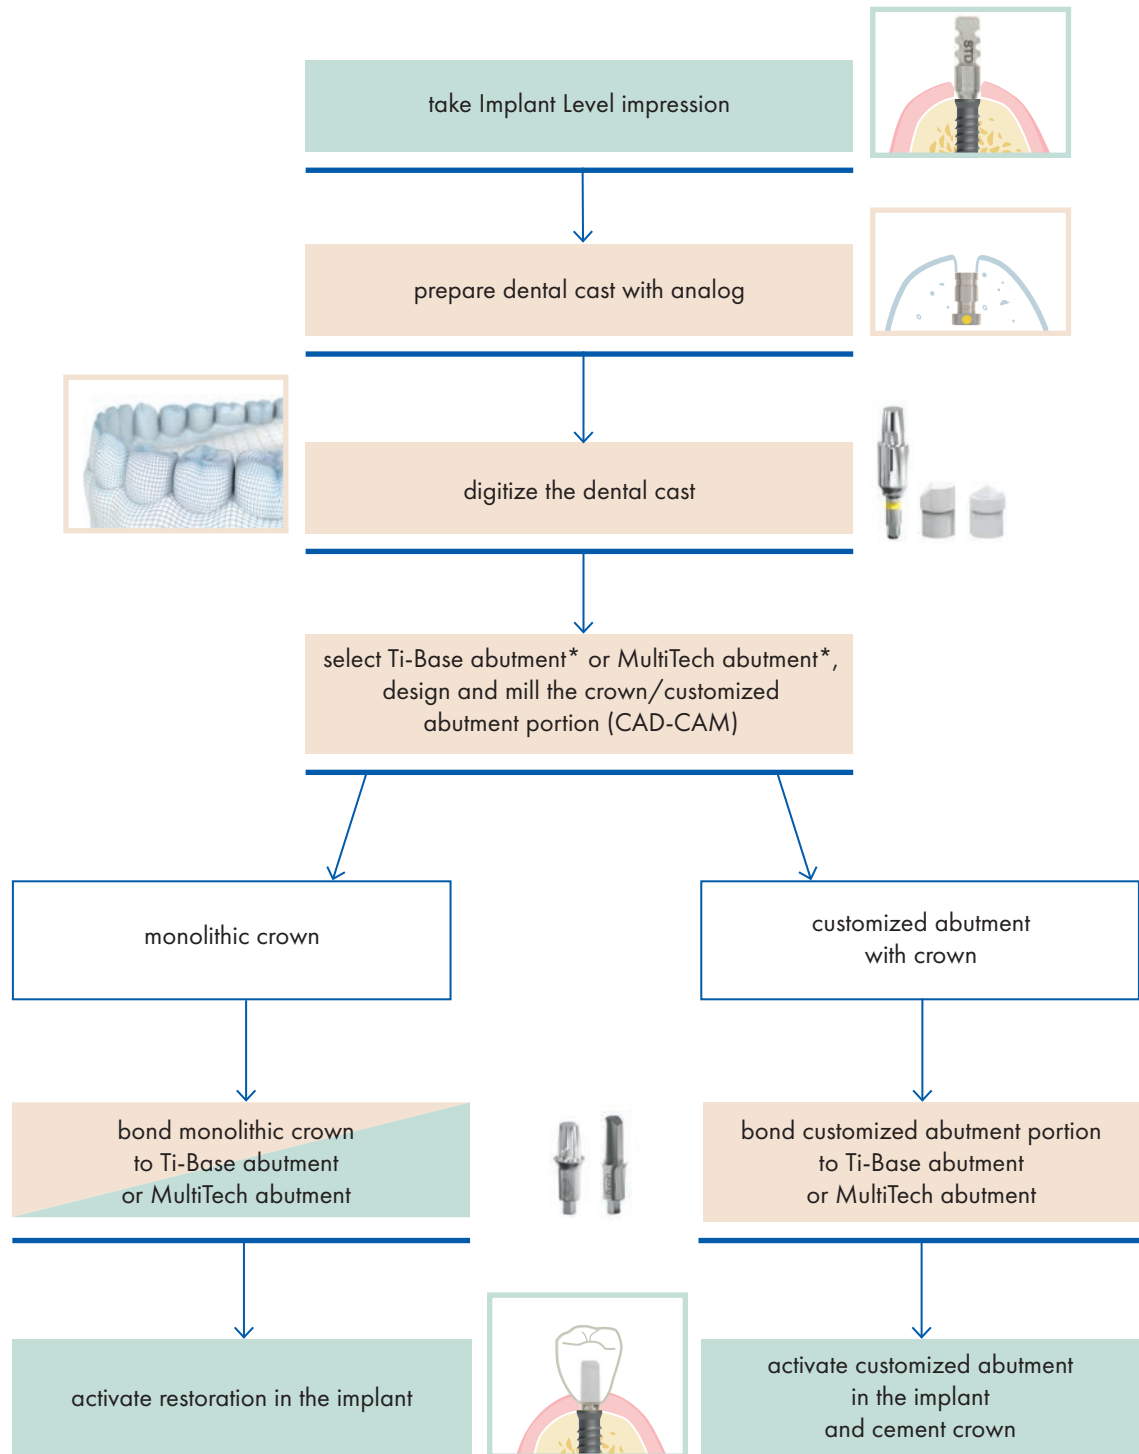 STD
take Implant Level impression
prepare dental cast with analog
digitize the dental cast
select Ti-Base abutment* or MultiTech abutment*,
design and mill the crown/customized
abutment portion (CAD-CAM)
monolithic crown
customized abutment
with crown
bond monolithic crown
to Ti-Base abutment
or MultiTech abutment
bond customized abutment portion
to Ti-Base abutment
or MultiTech abutment
activate restoration in the implant
activate customized abutment
in the implant
and cement crown